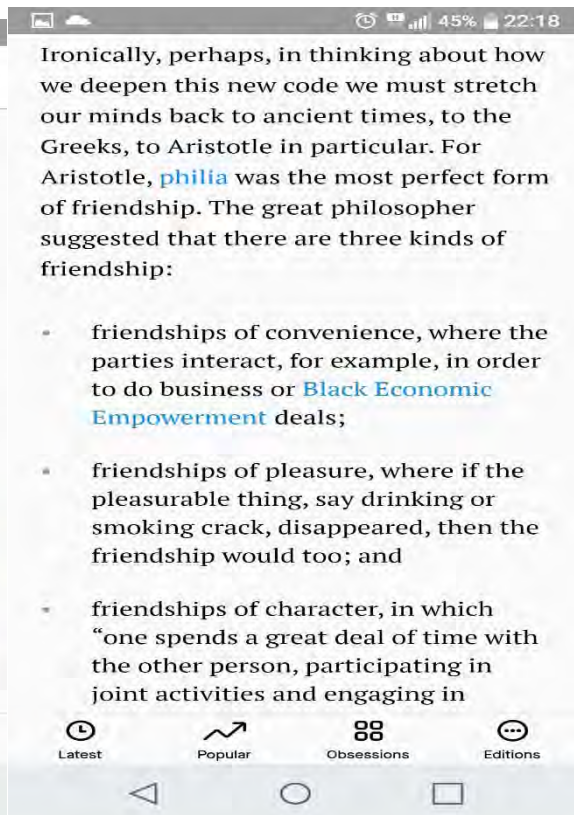 45% 22:18
Ironically, perhaps, in thinking about how
we deepen this new code we must stretch
our minds back to ancient times, to the
Greeks, to Aristotle in particular. For
Aristotle, philia was the most perfect form
of friendship. The great philosopher
suggested that there are three kinds of
friendship:
friendships of convenience, where the
parties interact, for example, in order
to do business or Black Economic
Empowerment deals;
friendships of pleasure, where if the
pleasurable thing, say drinking or
smoking crack, disappeared, then the
friendship would too; and
friendships of character, in which
“one spends a great deal of time with
the other person, participating in
joint activities and engaging in
Latest Popular Obsessions Editions